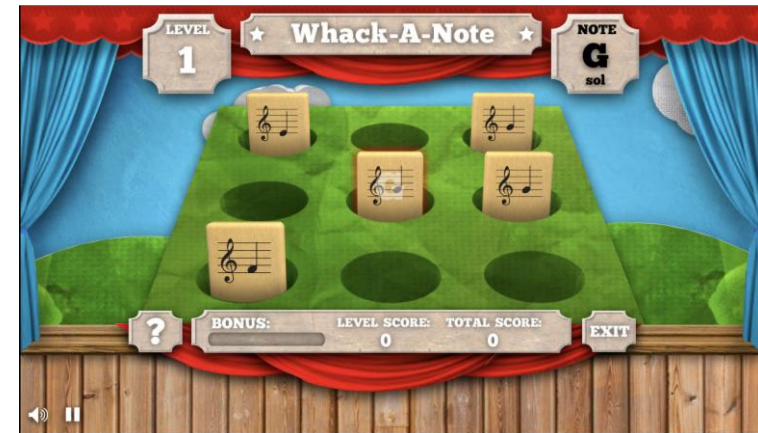 LEVEL
1
Whack-A-Note
NOTE
G
sol
?
BONUS:
LEVEL SCORE:
0
TOTAL SCORE:
0
EXIT